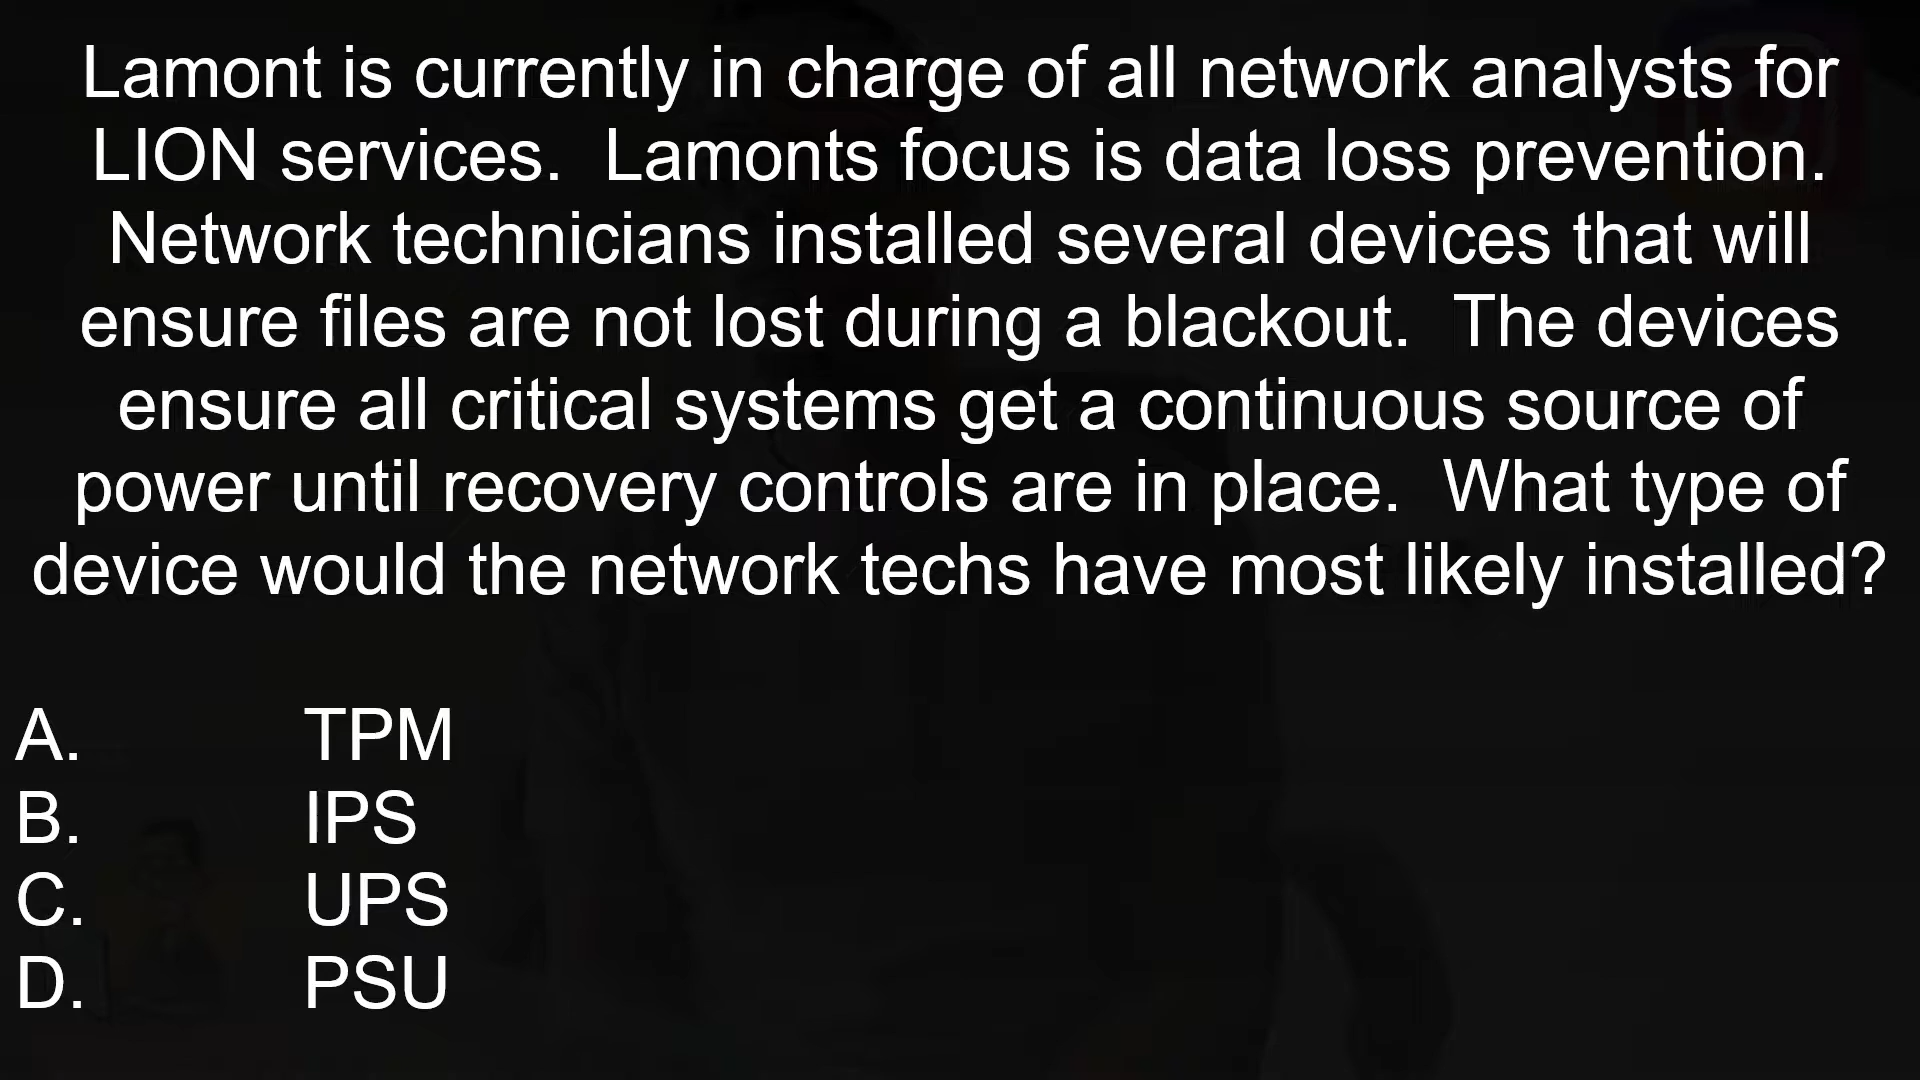 Lamont is currently in charge of all network analysts for
LION services.  Lamonts focus is data loss prevention.
Network technicians installed several devices that will
ensure files are not lost during a blackout.  The devices
ensure all critical systems get a continuous source of
power until recovery controls are in place.  What type of
device would the network techs have most likely installed?
A. TPM
B. IPS
C. UPS
D. PSU